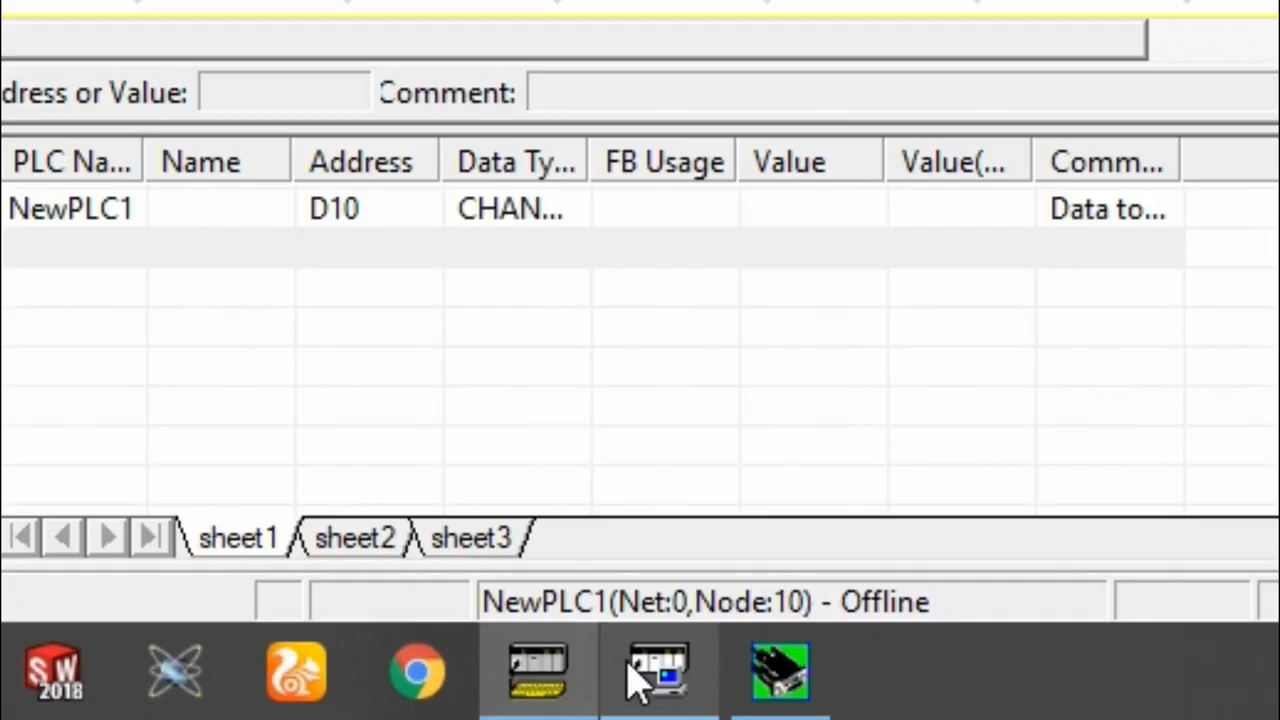 dress or Value: Comment:
PLC Na... Name Address Data Ty... FB Usage Value Value(... Comm...
NewPLC1 D10 CHAN... Data to...
sheet1 sheet2 sheet3
NewPLC1(Net:0,Node:10) - Offline
SW
2018